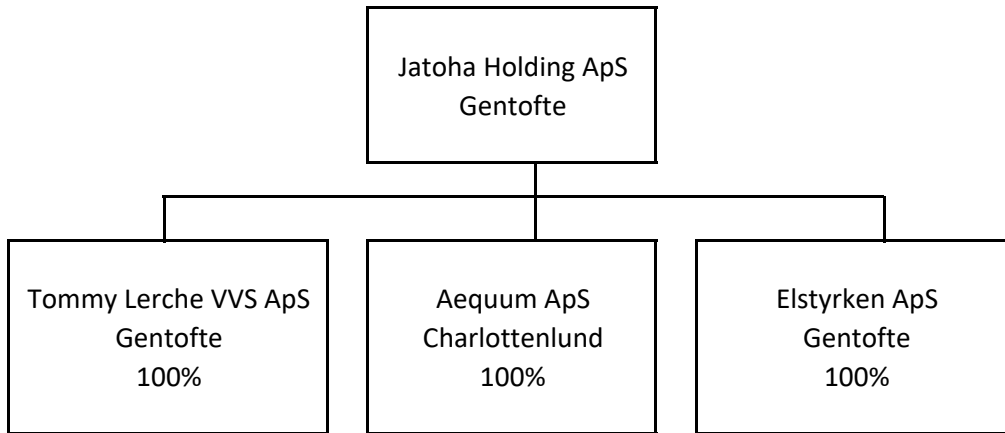 Jatoha Holding ApS
Gentofte
Tommy Lerche VVS ApS
Gentofte
100%
Aequum ApS
Charlottenlund
100%
Elstyrken ApS
Gentofte
100%